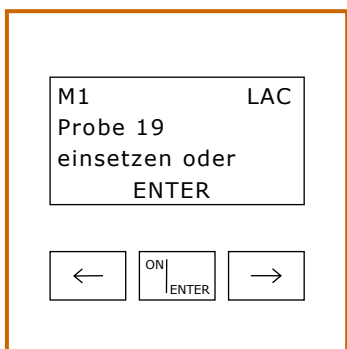 M1 LAC
Probe 19
einsetzen oder
ENTER
← ON ENTER →